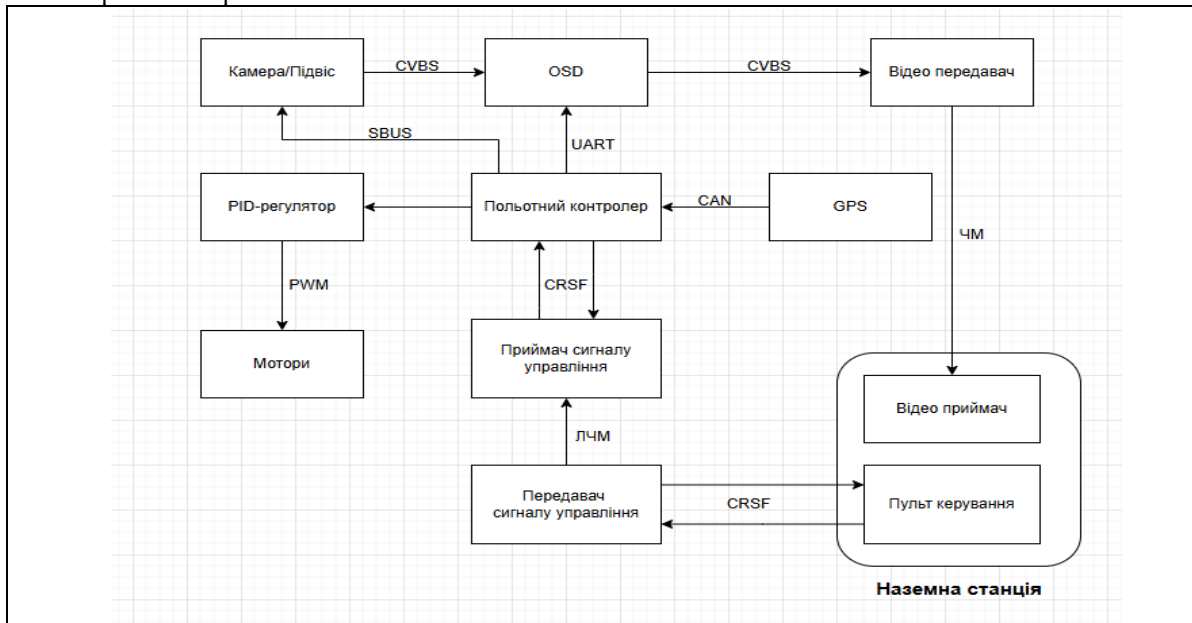 Камера/Підвіс
CVBS
OSD
CVBS
Відео передавач
SBUS
UART
PID-регулятор
Польотний контролер
CAN
GPS
ЧМ
PWM
CRSF
Мотори
Приймач сигналу
управління
Відео приймач
ЛЧМ
Передавач
сигналу управління
CRSF
Пульт керування
Наземна станція